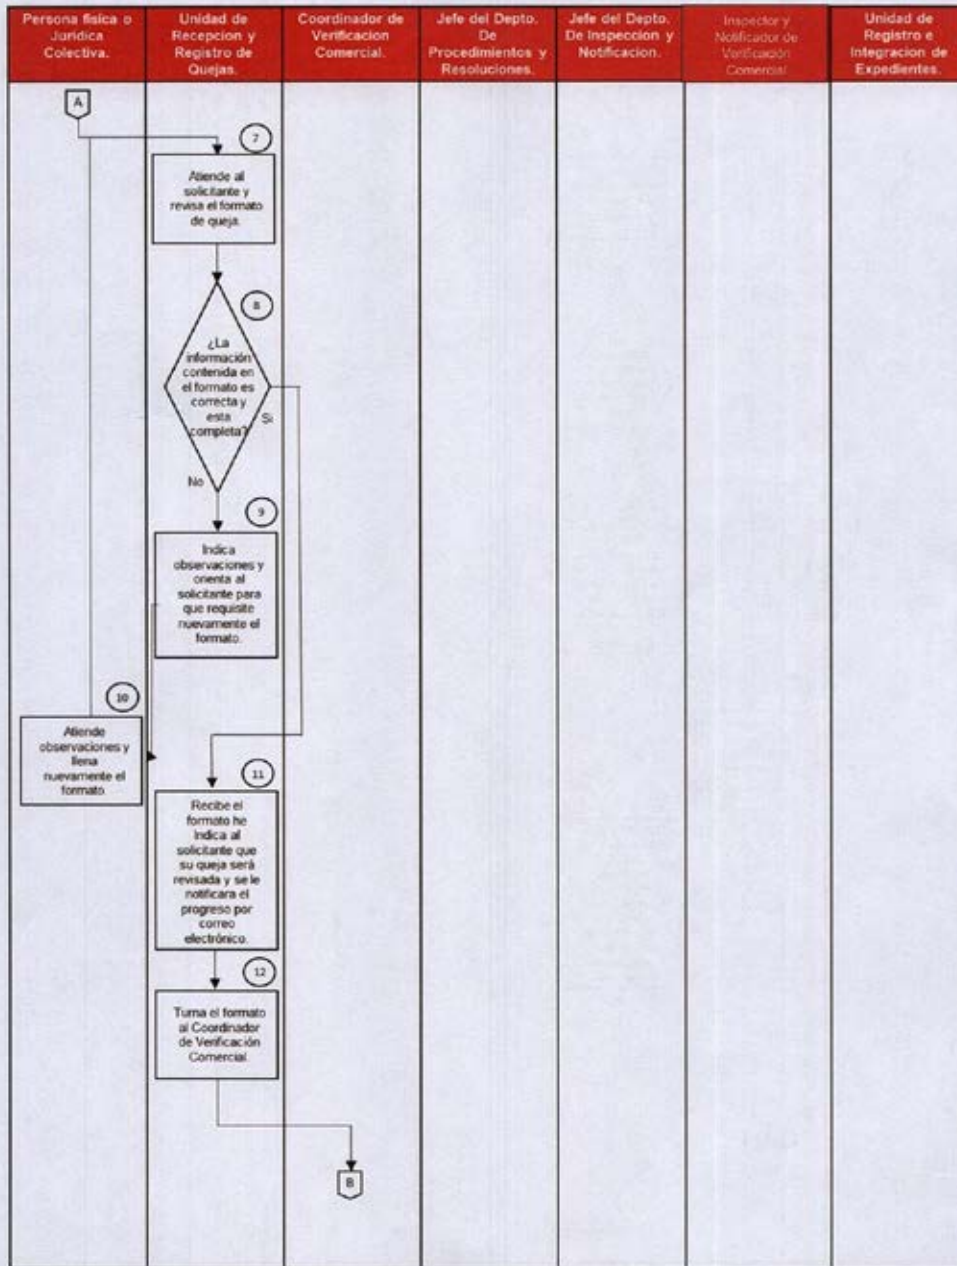 Persona fisica o
Juridica
Colectiva.
Unidad de
Recepcion y
Registro de
Quejas.
Coordinador de
Verificacion
Comercial.
Jefe del Depto.
De
Procedimientos y
Resoluciones.
Jefe del Depto.
De Inspeccion y
Notificacion.
Inspector y
Notificador de
Verificación
Comercial
Unidad de
Registro e
Integracion de
Expedientes.
A
7
Atiende al
solicitante y
revisa el formato
de queja.
8
¿La
información
contenida en
el formato es
correcta y
esta
completa?
Si
No
9
Indica
observaciones y
orienta al
solicitante para
que requisite
nuevamente el
formato.
10
Atiende
observaciones y
llena
nuevamente el
formato.
11
Recibe el
formato he
Indica al
solicitante que
su queja será
revisada y se le
notificara el
progreso por
correo
electrónico.
12
Turna el formato
al Coordinador
de Verificación
Comercial.
B